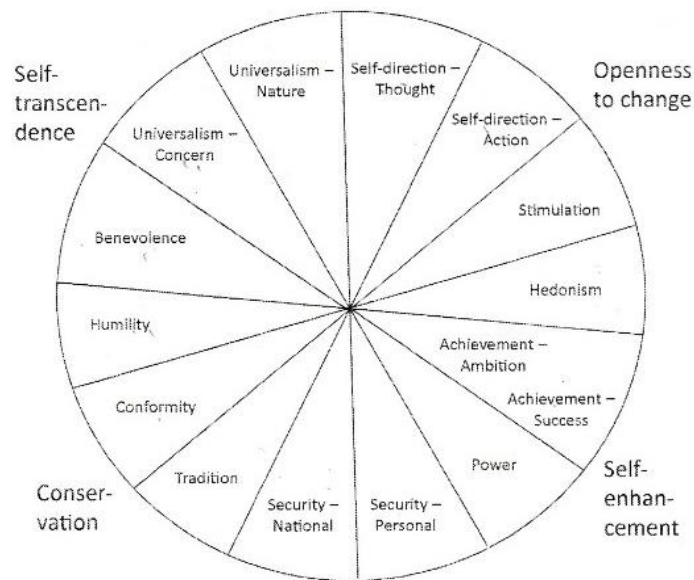 Self-
transcen-
dence
Openness
to change
Universalism –
Nature
Self-direction –
Thought
Self-direction –
Action
Universalism –
Concern
Stimulation
Benevolence
Hedonism
Humility
Achievement –
Ambition
Achievement –
Success
Conformity
Power
Tradition
Security –
National
Security –
Personal
Conser-
vation
Self-
enhan-
cement